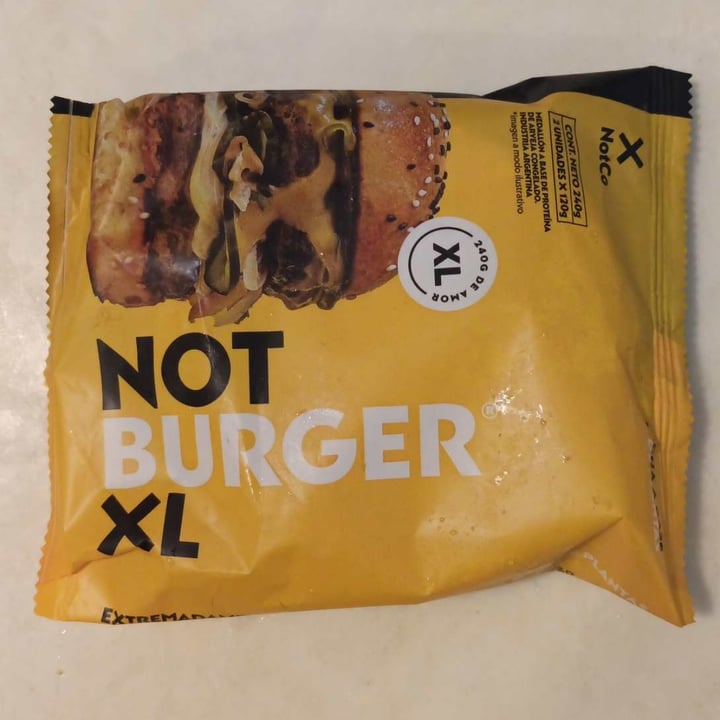 NotCo
CONT. NETO 240g
2 UNIDADES X 120g
MEDALLÓN A BASE DE PROTEÍNA
DE ARVEJA CONGELADO.
INDUSTRIA ARGENTINA
*Imagen a modo ilustrativo
XL
240G DE AMOR
NOT
BURGER®
XL
PLANTAS